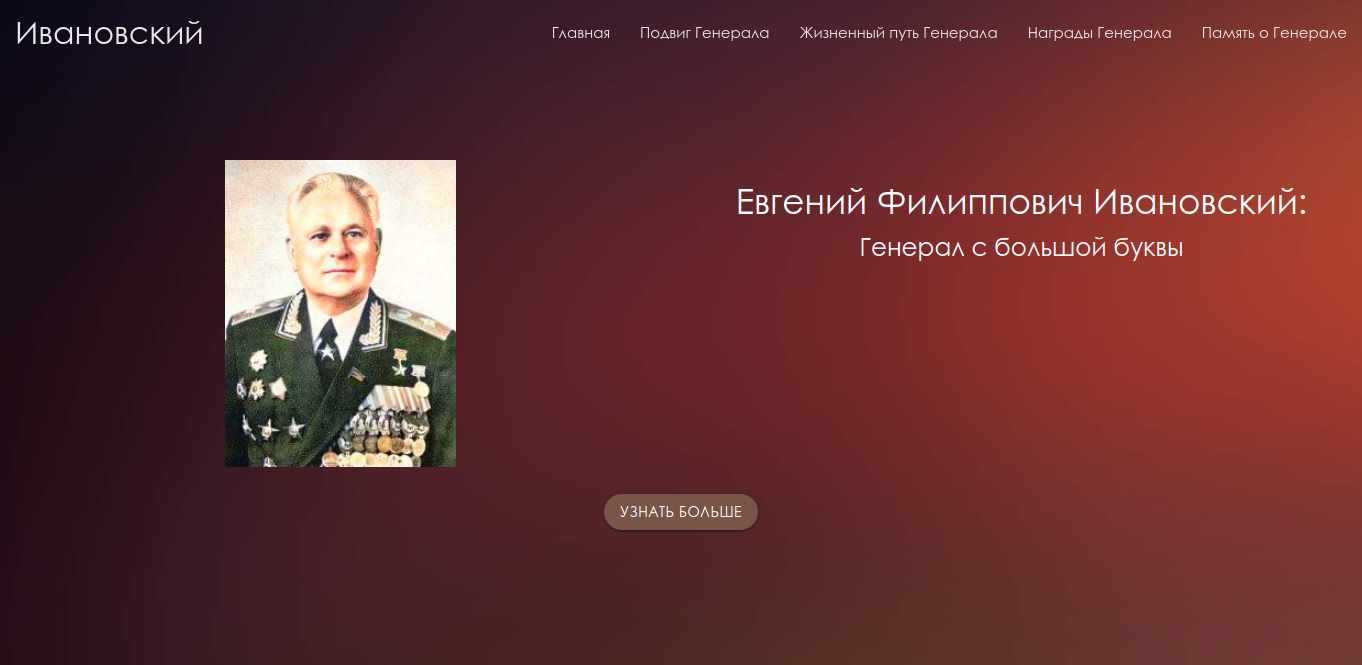 Ивановский
Главная Подвиг Генерала Жизненный путь Генерала Награды Генерала Память о Генерале
Евгений Филиппович Ивановский:
Генерал с большой буквы
УЗНАТЬ БОЛЬШЕ